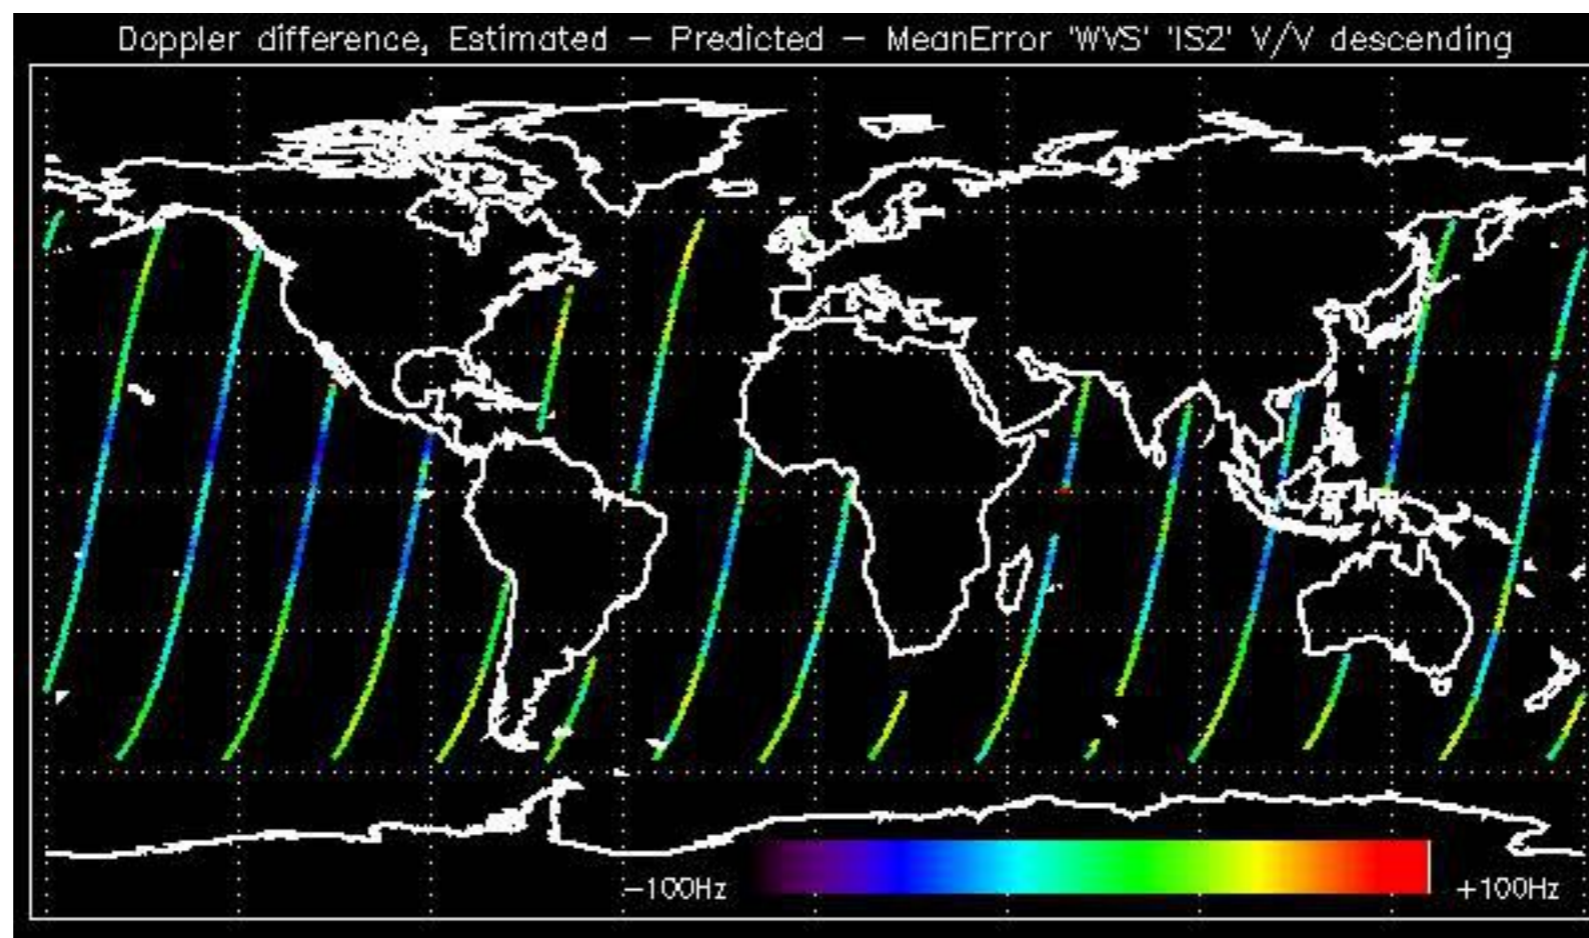 Doppler difference, Estimated - Predicted - MeanError 'WVS' 'IS2' V/V descending
-100Hz +100Hz